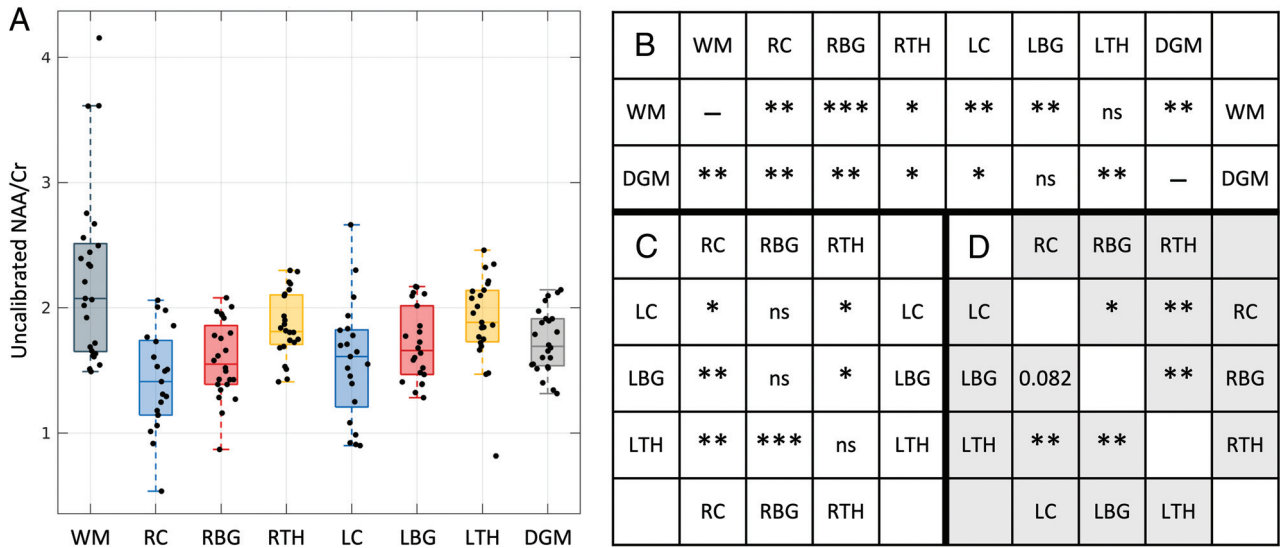 A
Uncalibrated NAA/Cr
4
3
2
1
WM RC RBG RTH LC LBG LTH DGM
B WM RC RBG RTH LC LBG LTH DGM
WM – ** *** * ** ** ns ** WM
DGM ** ** ** * * ns ** – DGM
C RC RBG RTH
LC * ns * LC
LBG ** ns * LBG
LTH ** *** ns LTH
RC RBG RTH
D RC RBG RTH
LC * ** RC
LBG 0.082 ** RBG
LTH ** ** RTH
LC LBG LTH